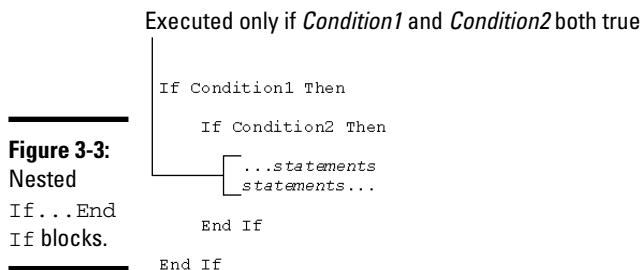 Executed only if Condition1 and Condition2 both true
If Condition1 Then
If Condition2 Then
...statements
statements...
End If
End If
Figure 3-3:
Nested
If...End
If blocks.